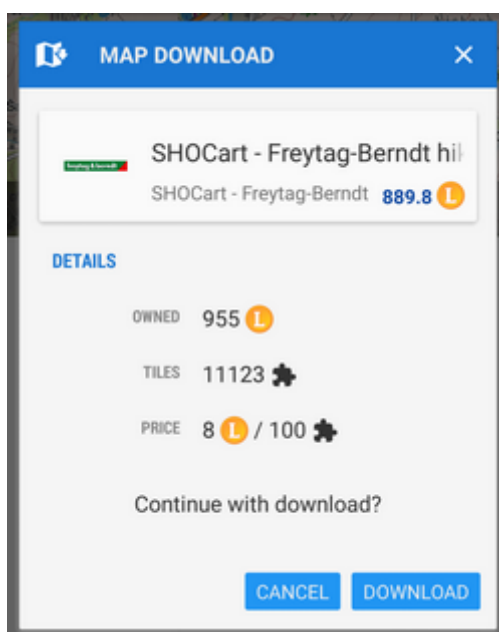 MAP DOWNLOAD
SHOCart - Freytag-Berndt hi
SHOCart - Freytag-Berndt 889.8 L
DETAILS
OWNED 955 L
TILES 11123
PRICE 8 L / 100
Continue with download?
CANCEL DOWNLOAD